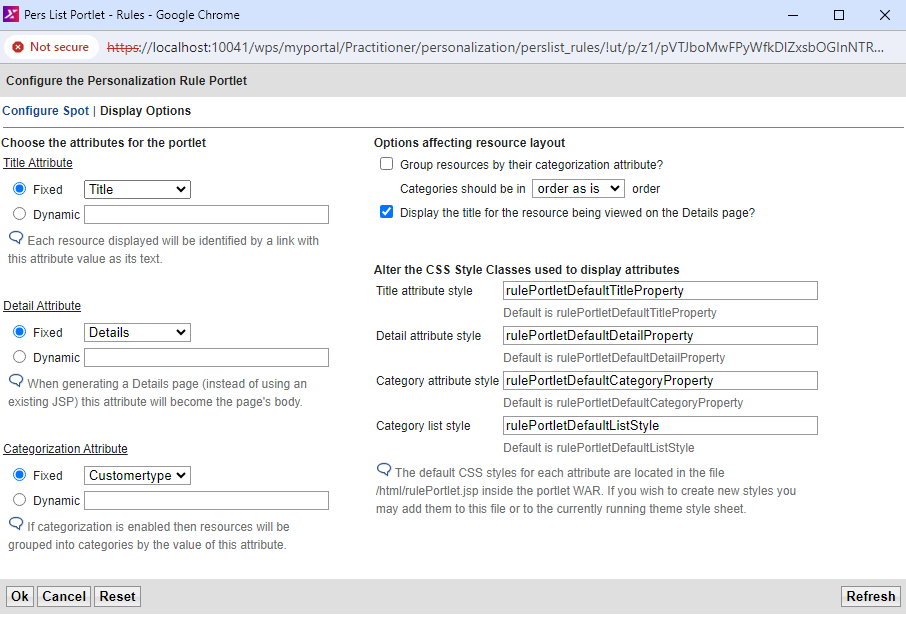 Pers List Portlet - Rules - Google Chrome
Not secure https://localhost:10041/wps/myportal/Practitioner/personalization/perslist_rules/!ut/p/z1/pVTJboMwFPyWfkDIZxsbOGInNTR...
Configure the Personalization Rule Portlet
Configure Spot | Display Options
Choose the attributes for the portlet
Title Attribute
Fixed Title
Dynamic
Each resource displayed will be identified by a link with
this attribute value as its text.
Detail Attribute
Fixed Details
Dynamic
When generating a Details page (instead of using an
existing JSP) this attribute will become the page's body.
Categorization Attribute
Fixed Customertype
Dynamic
If categorization is enabled then resources will be
grouped into categories by the value of this attribute.
Options affecting resource layout
Group resources by their categorization attribute?
Categories should be in order as is order
Display the title for the resource being viewed on the Details page?
Alter the CSS Style Classes used to display attributes
Title attribute style rulePortletDefaultTitleProperty
Default is rulePortletDefaultTitleProperty
Detail attribute style rulePortletDefaultDetailProperty
Default is rulePortletDefaultDetailProperty
Category attribute style rulePortletDefaultCategoryProperty
Default is rulePortletDefaultCategoryProperty
Category list style rulePortletDefaultListStyle
Default is rulePortletDefaultListStyle
The default CSS styles for each attribute are located in the file
/html/rulePortlet.jsp inside the portlet WAR. If you wish to create new styles you
may add them to this file or to the currently running theme style sheet.
Ok Cancel Reset Refresh